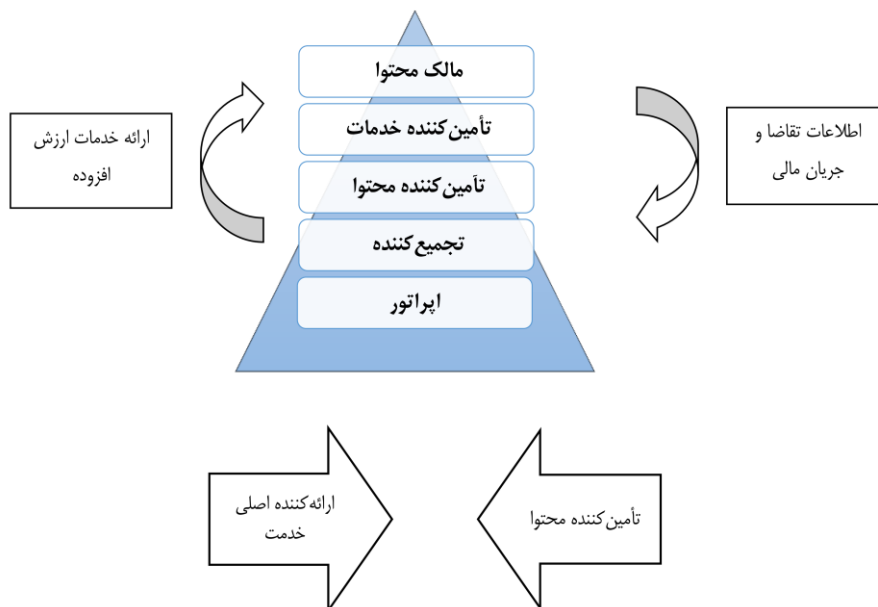 مالک محتوا
تأمین‌کننده خدمات
تأمین‌کننده محتوا
تجمیع‌کننده
اپراتور
اطلاعات تقاضا و
جریان مالی
ارائه خدمات ارزش
افزوده
تأمین‌کننده محتوا
ارائه‌کننده اصلی
خدمت